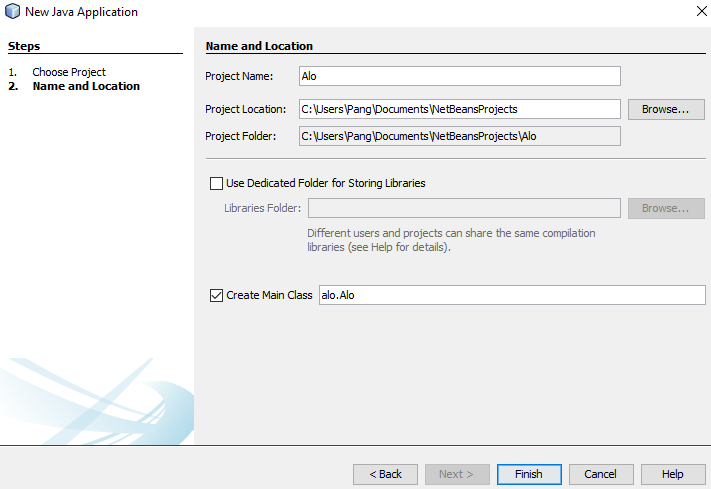 New Java Application
Steps
1. Choose Project
2. Name and Location
Name and Location
Project Name: Alo
Project Location: C:\Users\Pang\Documents\NetBeansProjects Browse...
Project Folder: C:\Users\Pang\Documents\NetBeansProjects\Alo
Use Dedicated Folder for Storing Libraries
Libraries Folder: Browse...
Different users and projects can share the same compilation
libraries (see Help for details).
Create Main Class alo.Alo
< Back Next > Finish Cancel Help